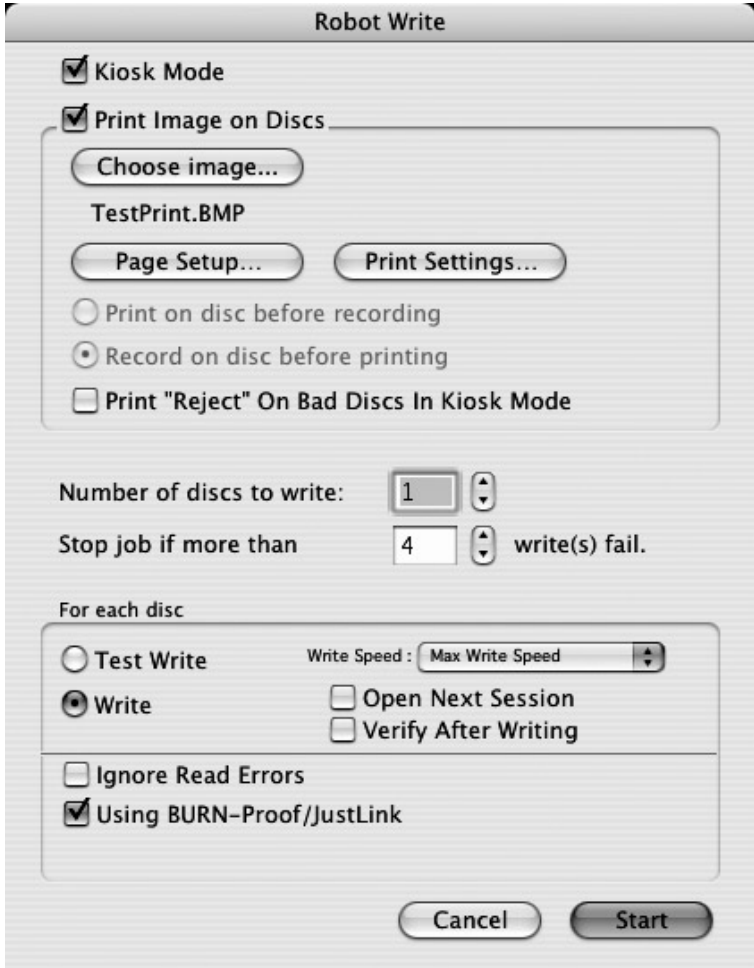 Robot Write
Kiosk Mode
Print Image on Discs
Choose image...
TestPrint.BMP
Page Setup... Print Settings...
Print on disc before recording
Record on disc before printing
Print "Reject" On Bad Discs In Kiosk Mode
Number of discs to write: 1
Stop job if more than 4 write(s) fail.
For each disc
Test Write Write Speed : Max Write Speed
Write Open Next Session
Verify After Writing
Ignore Read Errors
Using BURN-Proof/JustLink
Cancel Start